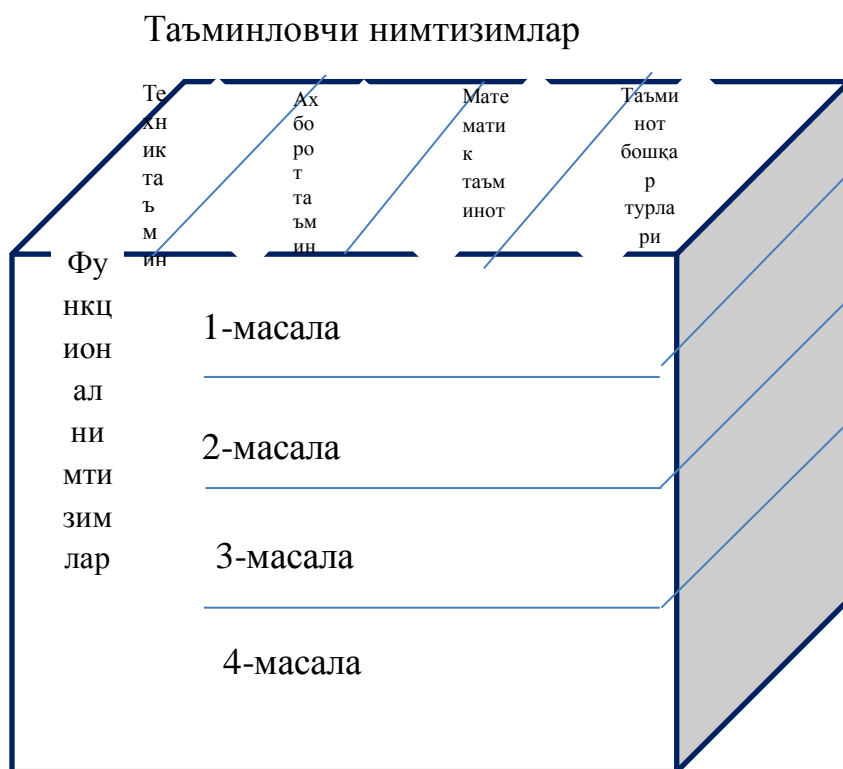 Таъминловчи нимтизимлар
Те
хн
ик
та
ъ
м
ин
Ах
бо
ро
т
та
ъм
ин
Мате
мати
к
таъм
инот
Таъми
нот
бошқа
р
турла
ри
Фу
нкц
ион
ал
ни
мти
зим
лар
1-масала
2-масала
3-масала
4-масала